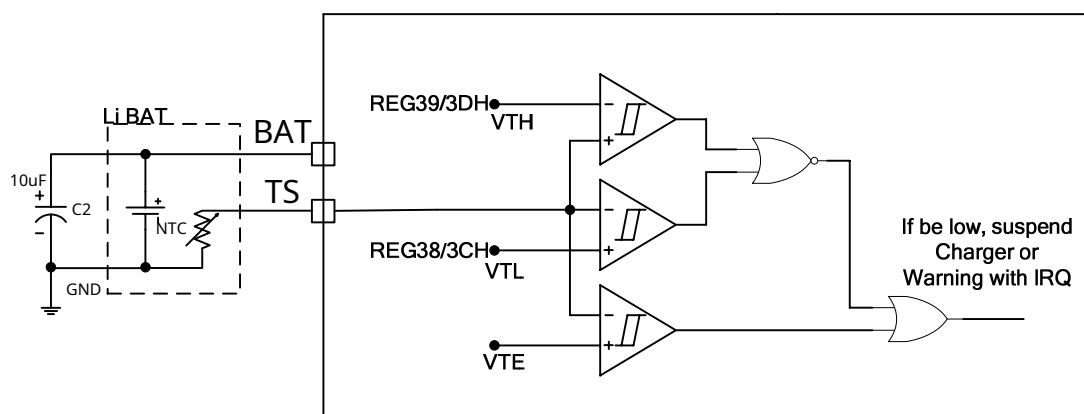 REG39/3DH
VTH
Li BAT
BAT
10uF
+
C2
-
+
NTC
TS
GND
REG38/3CH
VTL
VTE
-
+
-
+
-
+
If be low, suspend
Charger or
Warning with IRQ